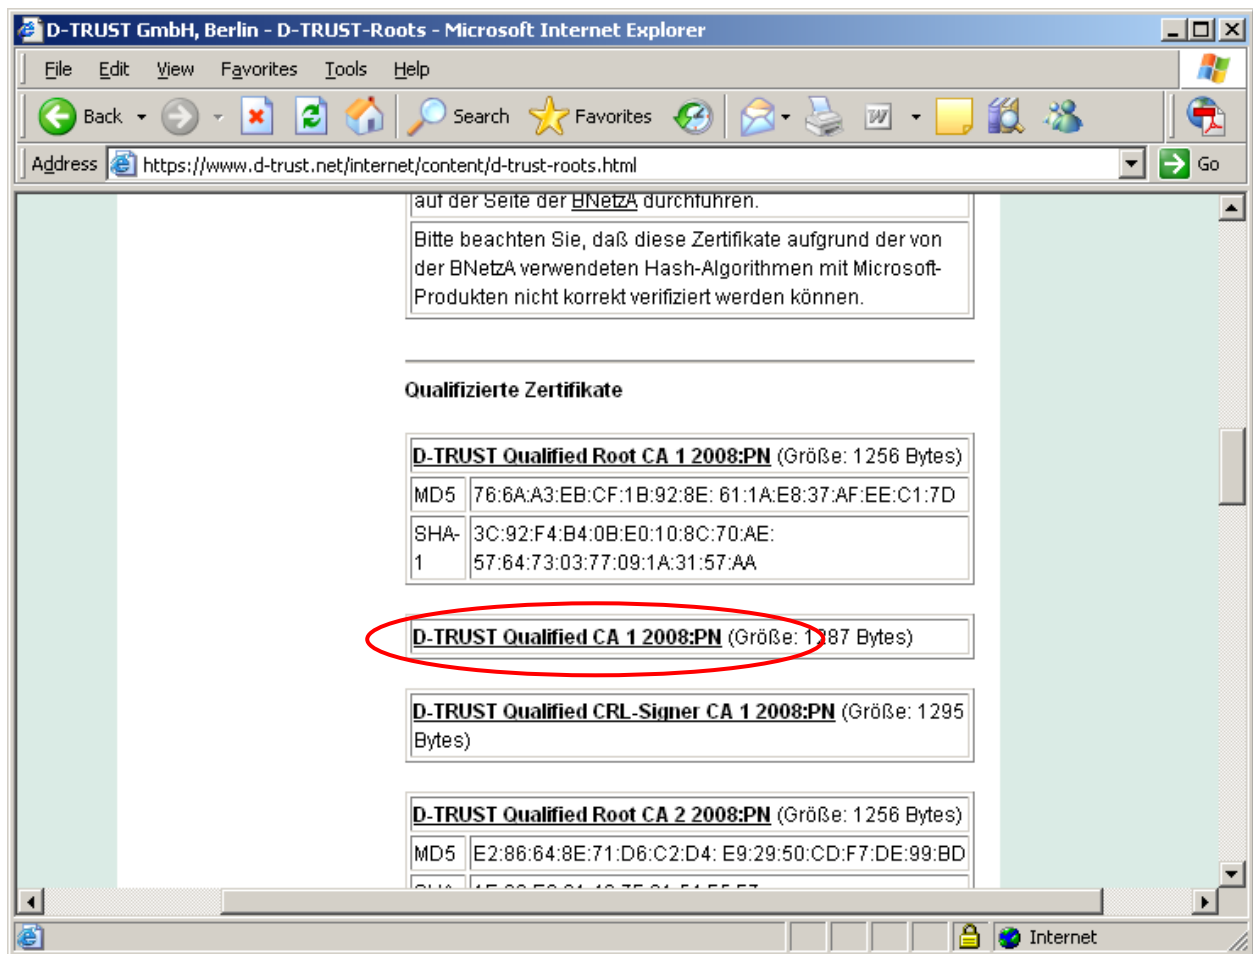 D-TRUST GmbH, Berlin - D-TRUST-Roots - Microsoft Internet Explorer
File Edit View Favorites Tools Help
Back Search Favorites
Address https://www.d-trust.net/internet/content/d-trust-roots.html Go
auf der Seite der BNetzA durchführen.
Bitte beachten Sie, daß diese Zertifikate aufgrund der von
der BNetzA verwendeten Hash-Algorithmen mit Microsoft-
Produkten nicht korrekt verifiziert werden können.
Qualifizierte Zertifikate
D-TRUST Qualified Root CA 1 2008:PN (Größe: 1256 Bytes)
MD5 76:6A:A3:EB:CF:1B:92:8E: 61:1A:E8:37:AF:EE:C1:7D
SHA- 3C:92:F4:B4:0B:E0:10:8C:70:AE:
1 57:64:73:03:77:09:1A:31:57:AA
D-TRUST Qualified CA 1 2008:PN (Größe: 1287 Bytes)
D-TRUST Qualified CRL-Signer CA 1 2008:PN (Größe: 1295
Bytes)
D-TRUST Qualified Root CA 2 2008:PN (Größe: 1256 Bytes)
MD5 E2:86:64:8E:71:D6:C2:D4: E9:29:50:CD:F7:DE:99:BD
Internet